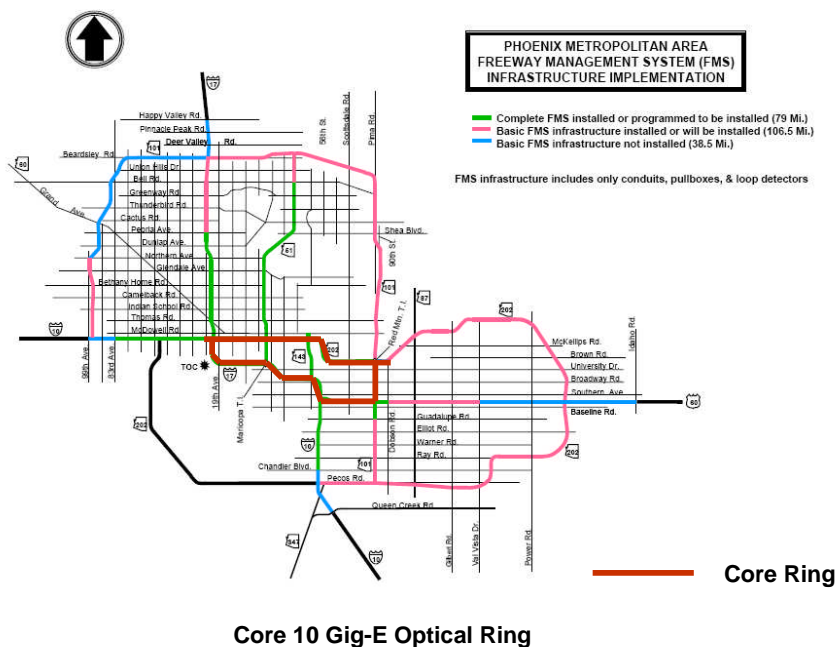 PHOENIX METROPOLITAN AREA
FREEWAY MANAGEMENT SYSTEM (FMS)
INFRASTRUCTURE IMPLEMENTATION
Complete FMS installed or programmed to be installed (79 Mi.)
Basic FMS infrastructure installed or will be installed (106.5 Mi.)
Basic FMS infrastructure not installed (38.5 Mi.)
FMS infrastructure includes only conduits, pullboxes, & loop detectors
17
Happy Valley Rd.
Pinnacle Peak Rd.
Deer Valley Rd.
56th St.
Scottsdale Rd.
Pima Rd.
101
Beardsley Rd.
60
Grand Ave.
Union Hills Dr.
Bell Rd.
Greenway Rd.
Thunderbird Rd.
Cactus Rd.
Peoria Ave.
Dunlap Ave.
Northern Ave.
Glendale Ave.
Bethany Home Rd.
Camelback Rd.
Indian School Rd.
Thomas Rd.
McDowell Rd.
51
Shea Blvd.
90th St.
101
87
Red Mtn. T.I.
202
10
99th Ave.
83rd Ave.
TOC
19th Ave.
17
Maricopa T.I.
143
202
McKellips Rd.
Brown Rd.
University Dr.
Broadway Rd.
Southern Ave.
Baseline Rd.
Idaho Rd.
60
202
Dobson Rd.
Guadalupe Rd.
Elliot Rd.
Warner Rd.
Ray Rd.
202
10
Chandler Blvd.
101
Pecos Rd.
Queen Creek Rd.
347
10
Gilbert Rd.
Val Vista Dr.
Power Rd.
Core Ring
Core 10 Gig-E Optical Ring